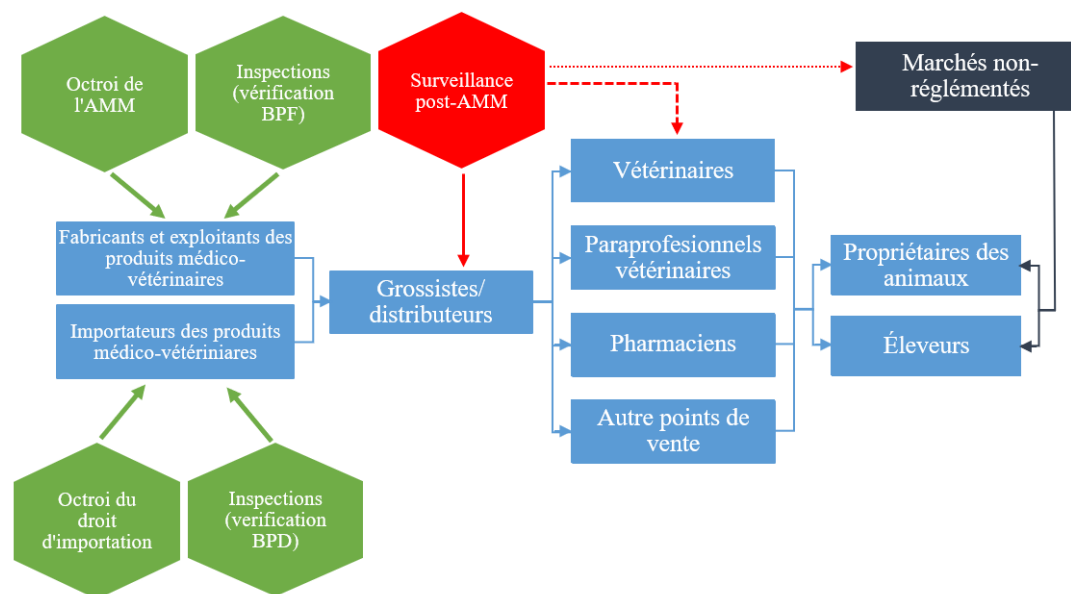 Octroi de
l'AMM
Inspections
(vérification
BPF)
Surveillance
post-AMM
Marchés non-
réglémentés
Fabricants et exploitants des
produits médico-
vétérinaires
Importateurs des produits
médico-vétériniares
Grossistes/
distributeurs
Vétérinaires
Paraprofesionnels
vétérinaires
Pharmaciens
Autre points de
vente
Propriétaires des
animaux
Éleveurs
Octroi du
droit
d'importation
Inspections
(verification
BPD)